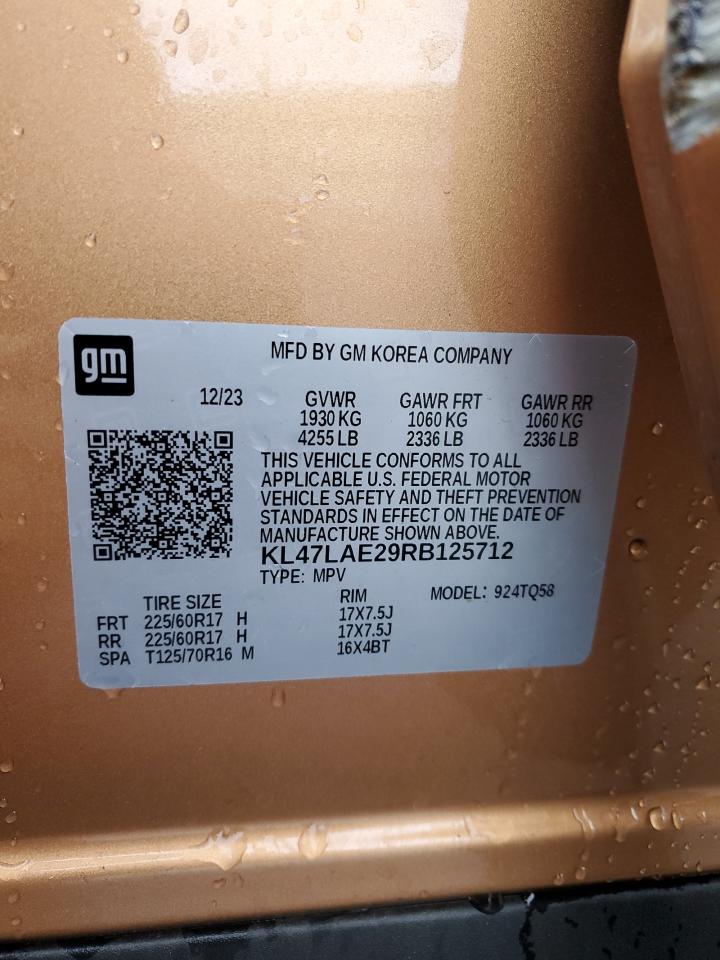 gm
MFD BY GM KOREA COMPANY
12/23 GVWR GAWR FRT GAWR RR
1930 KG 1060 KG 1060 KG
4255 LB 2336 LB 2336 LB
THIS VEHICLE CONFORMS TO ALL
APPLICABLE U.S. FEDERAL MOTOR
VEHICLE SAFETY AND THEFT PREVENTION
STANDARDS IN EFFECT ON THE DATE OF
MANUFACTURE SHOWN ABOVE.
KL47LAE29RB125712
TYPE: MPV MODEL: 924TQ58
TIRE SIZE RIM
FRT 225/60R17 H 17X7.5J
RR 225/60R17 H 17X7.5J
SPA T125/70R16 M 16X4BT